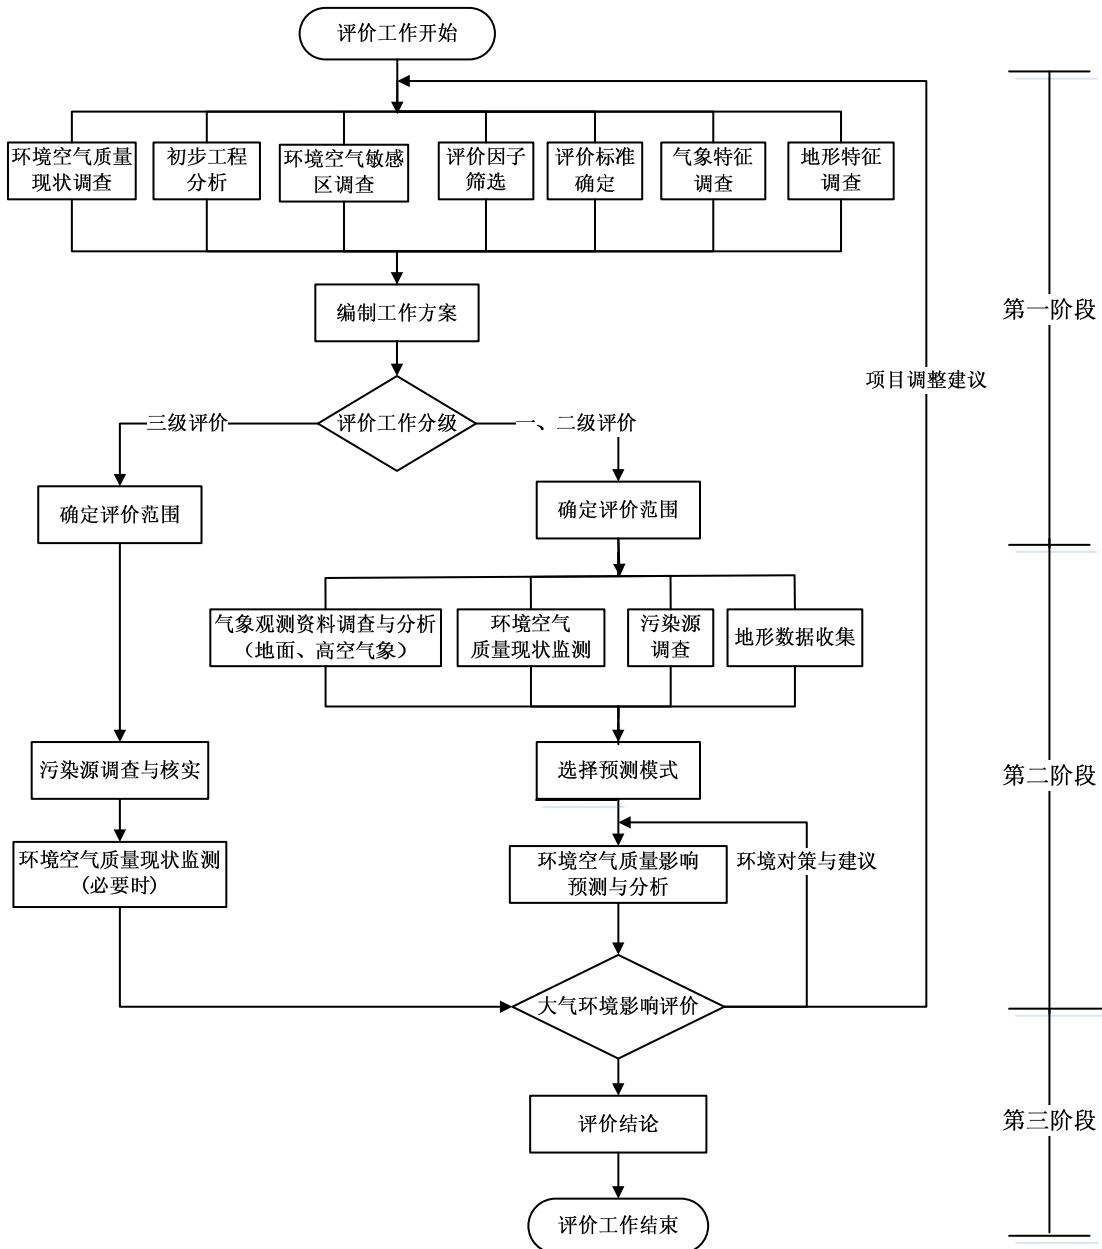 评价工作开始
环境空气质量
现状调查
初步工程
分析
环境空气敏感
区调查
评价因子
筛选
评价标准
确定
气象特征
调查
地形特征
调查
编制工作方案
第一阶段
项目调整建议
评价工作分级
三级评价
一、二级评价
确定评价范围
确定评价范围
气象观测资料调查与分析
（地面、高空气象）
环境空气
质量现状监测
污染源
调查
地形数据收集
污染源调查与核实
选择预测模式
第二阶段
环境空气质量现状监测
(必要时)
环境空气质量影响
预测与分析
环境对策与建议
大气环境影响评价
评价结论
第三阶段
评价工作结束